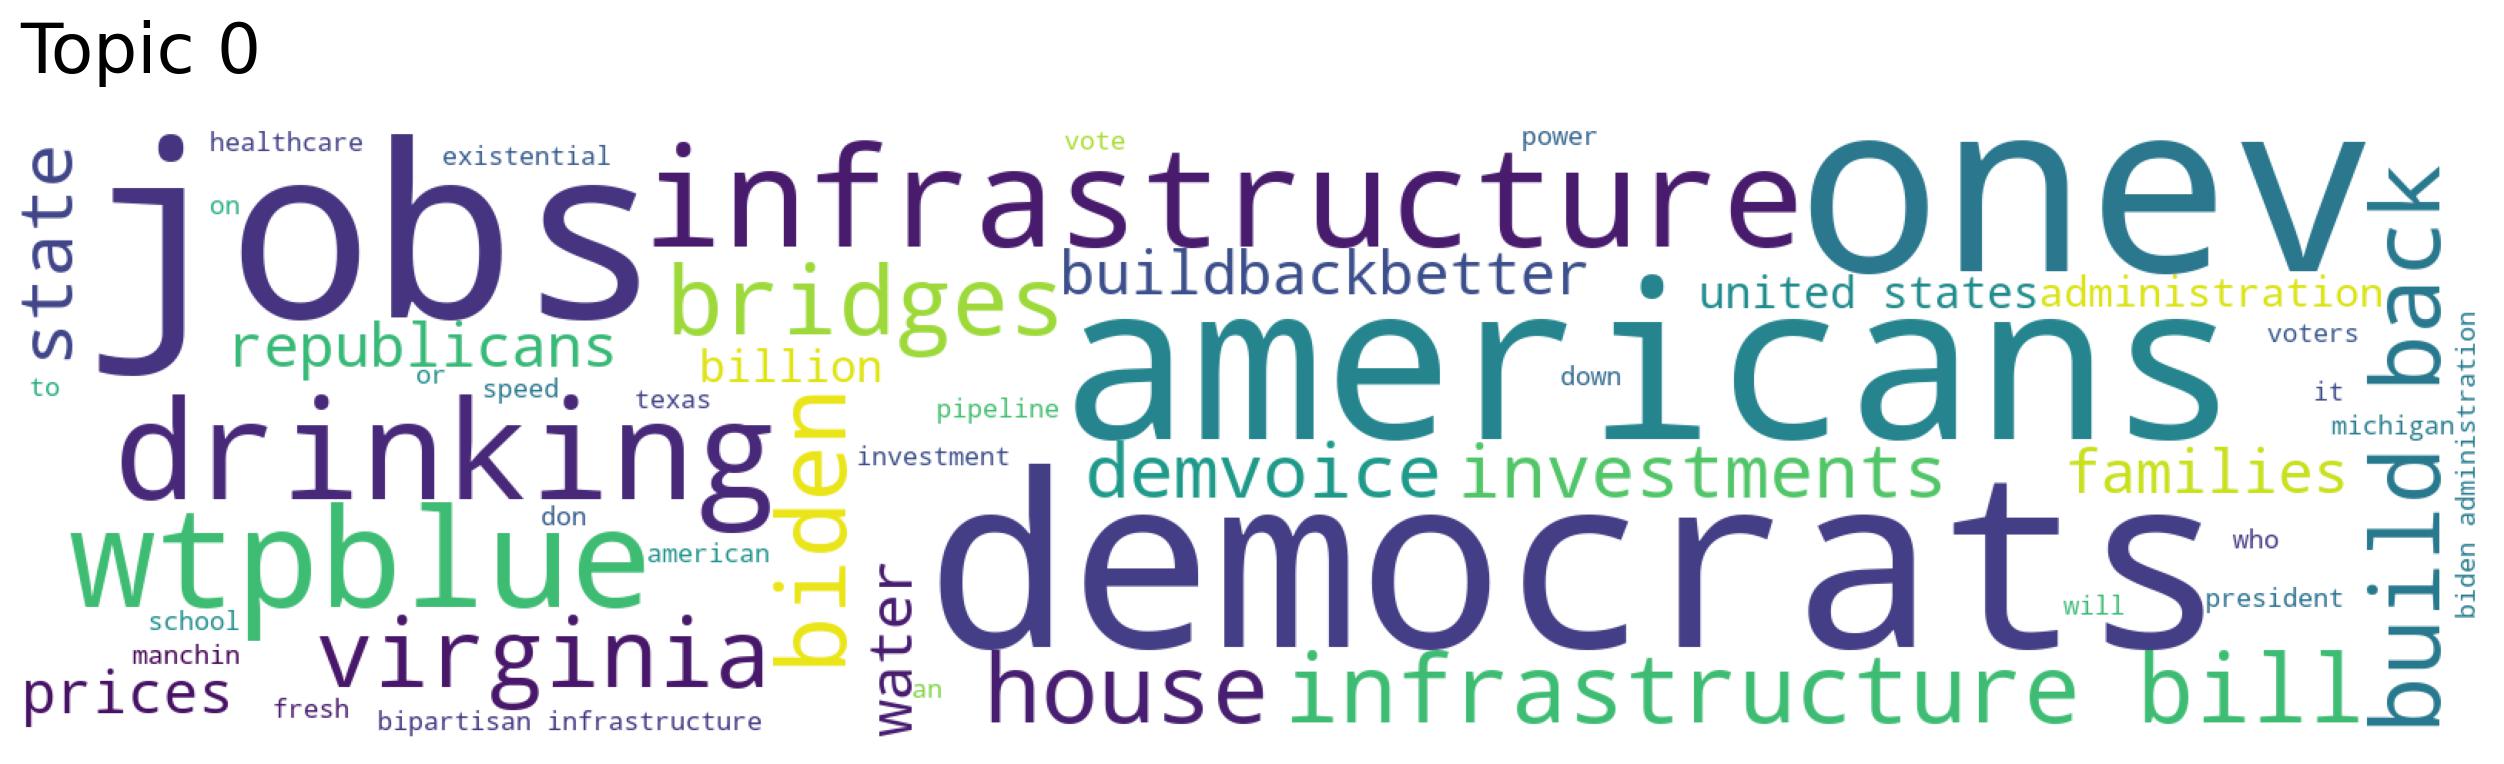 Topic 0
state
healthcare
existential
vote
power
on
jobs
infrastructure
onev
bridges
buildbackbetter
united states
administration
build back
republicans
billion
americans
voters
to
or
speed
texas
pipeline
down
it
michigan
biden administration
drinking
biden
investment
demvoice
investments
families
wtpblue
don
american
democrats
who
school
water
will
president
manchin
virginia
prices
fresh
bipartisan infrastructure
an
house
infrastructure bill